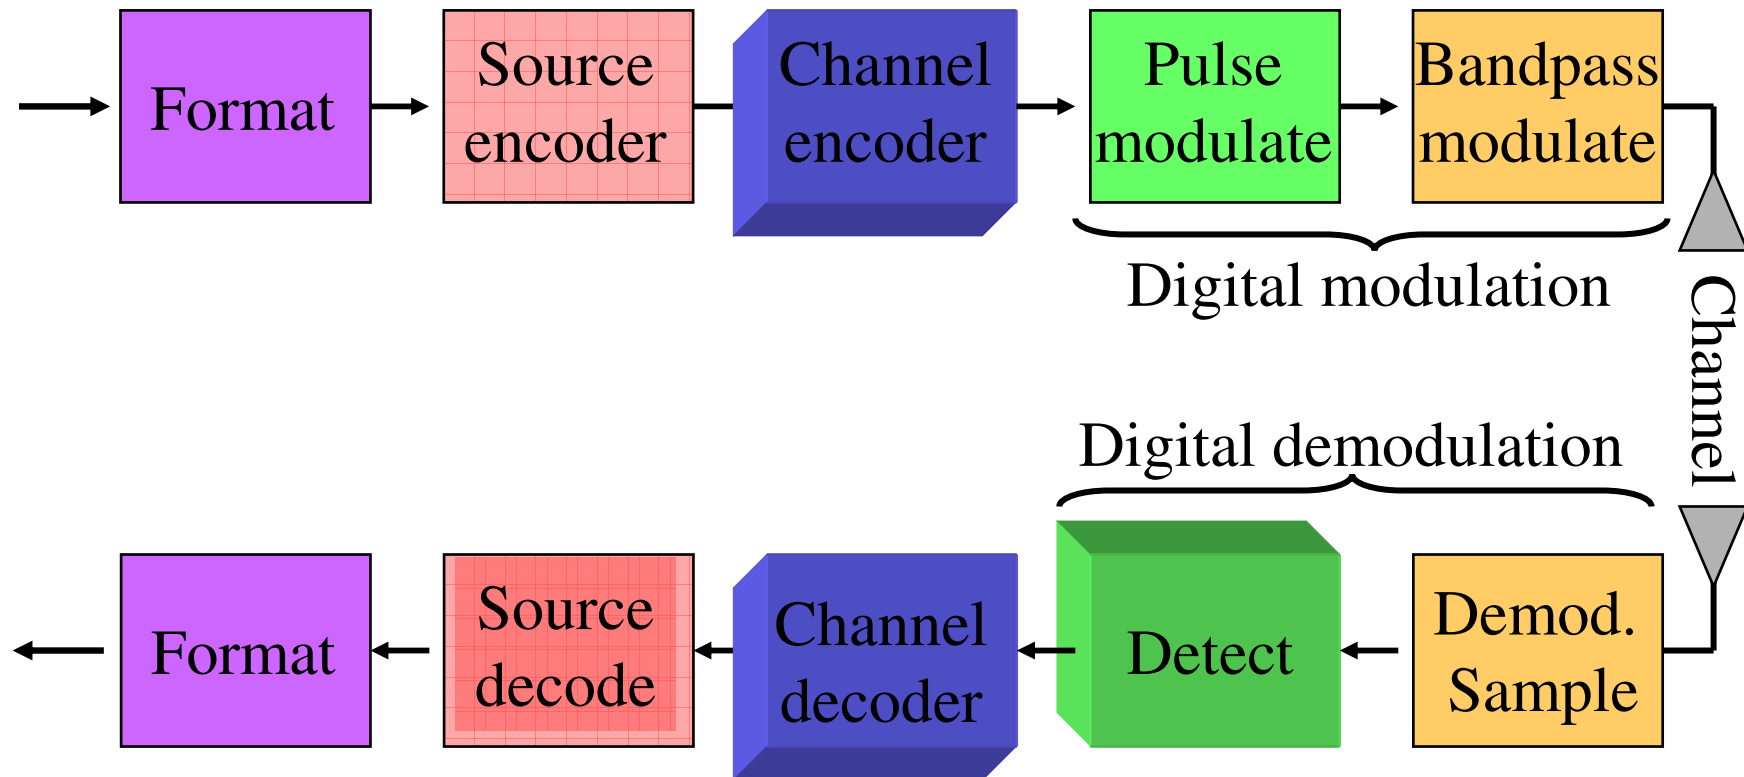 Format
Source
encoder
Channel
encoder
Pulse
modulate
Bandpass
modulate
Digital modulation
Channel
Digital demodulation
Format
Source
decode
Channel
decoder
Detect
Demod.
Sample